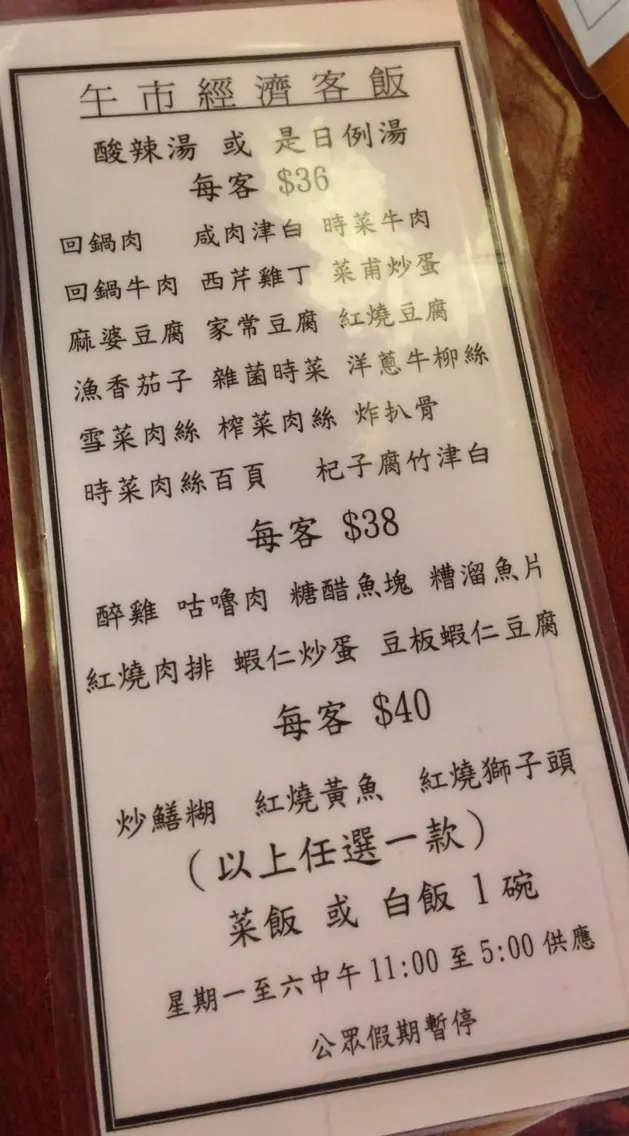 午市經濟客飯
酸辣湯 或 是日例湯
每客 $36
回鍋肉 咸肉津白 時菜牛肉
回鍋牛肉 西芹雞丁 菜甫炒蛋
麻婆豆腐 家常豆腐 紅燒豆腐
漁香茄子 雜菌時菜 洋蔥牛柳絲
雪菜肉絲 榨菜肉絲 炸扒骨
時菜肉絲百頁 杞子腐竹津白
每客 $38
醉雞 咕嚕肉 糖醋魚塊 糟溜魚片
紅燒肉排 蝦仁炒蛋 豆板蝦仁豆腐
每客 $40
炒鱔糊 紅燒黃魚 紅燒獅子頭
(以上任選一款)
菜飯 或 白飯 1 碗
星期一至六中午 11:00 至 5:00 供應
公眾假期暫停